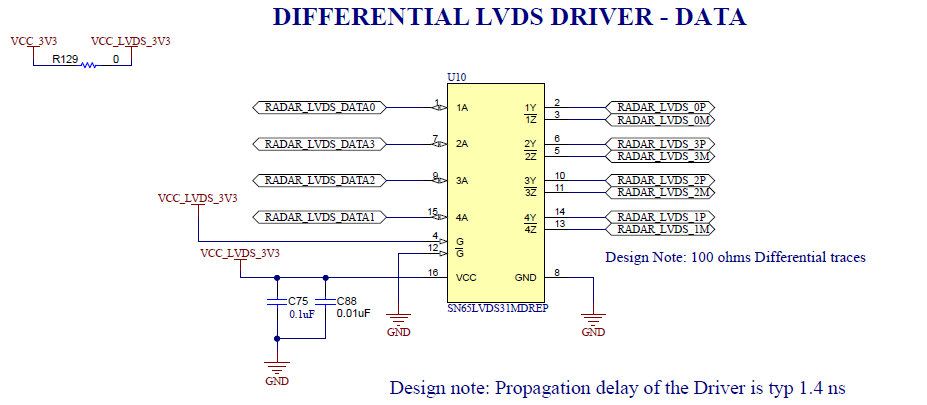 DIFFERENTIAL LVDS DRIVER - DATA
VCC_3V3 VCC_LVDS_3V3
R129 0
U10
RADAR_LVDS_DATA0 1 1A 1Y 2 RADAR_LVDS_0P
1Z 3 RADAR_LVDS_0M
RADAR_LVDS_DATA3 7 2A 2Y 6 RADAR_LVDS_3P
2Z 5 RADAR_LVDS_3M
RADAR_LVDS_DATA2 9 3A 3Y 10 RADAR_LVDS_2P
3Z 11 RADAR_LVDS_2M
VCC_LVDS_3V3
RADAR_LVDS_DATA1 15 4A 4Y 14 RADAR_LVDS_1P
4Z 13 RADAR_LVDS_1M
4 G
12 G
VCC_LVDS_3V3
Design Note: 100 ohms Differential traces
16 VCC GND 8
C75 C88
0.1uF 0.01uF
SN65LVDS31MDREP
GND GND
GND
Design note: Propagation delay of the Driver is typ 1.4 ns